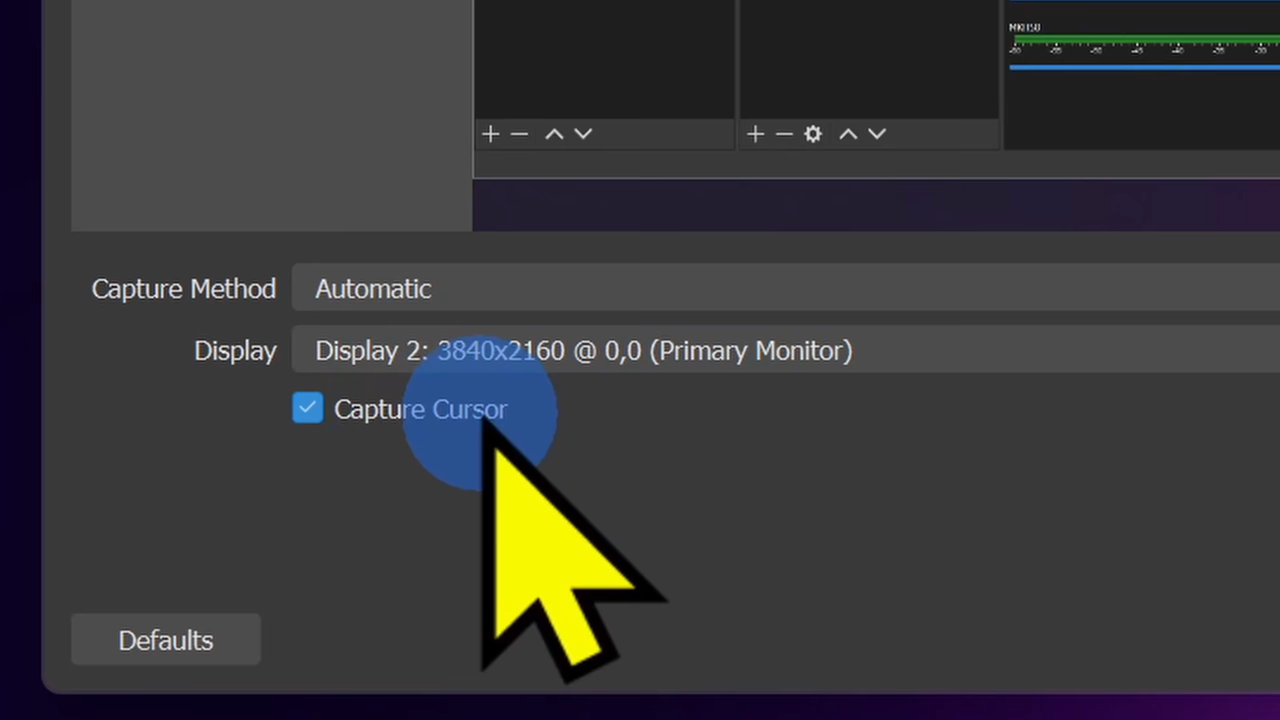 Capture Method Automatic
Display Display 2: 3840x2160 @ 0,0 (Primary Monitor)
Capture Cursor
Defaults